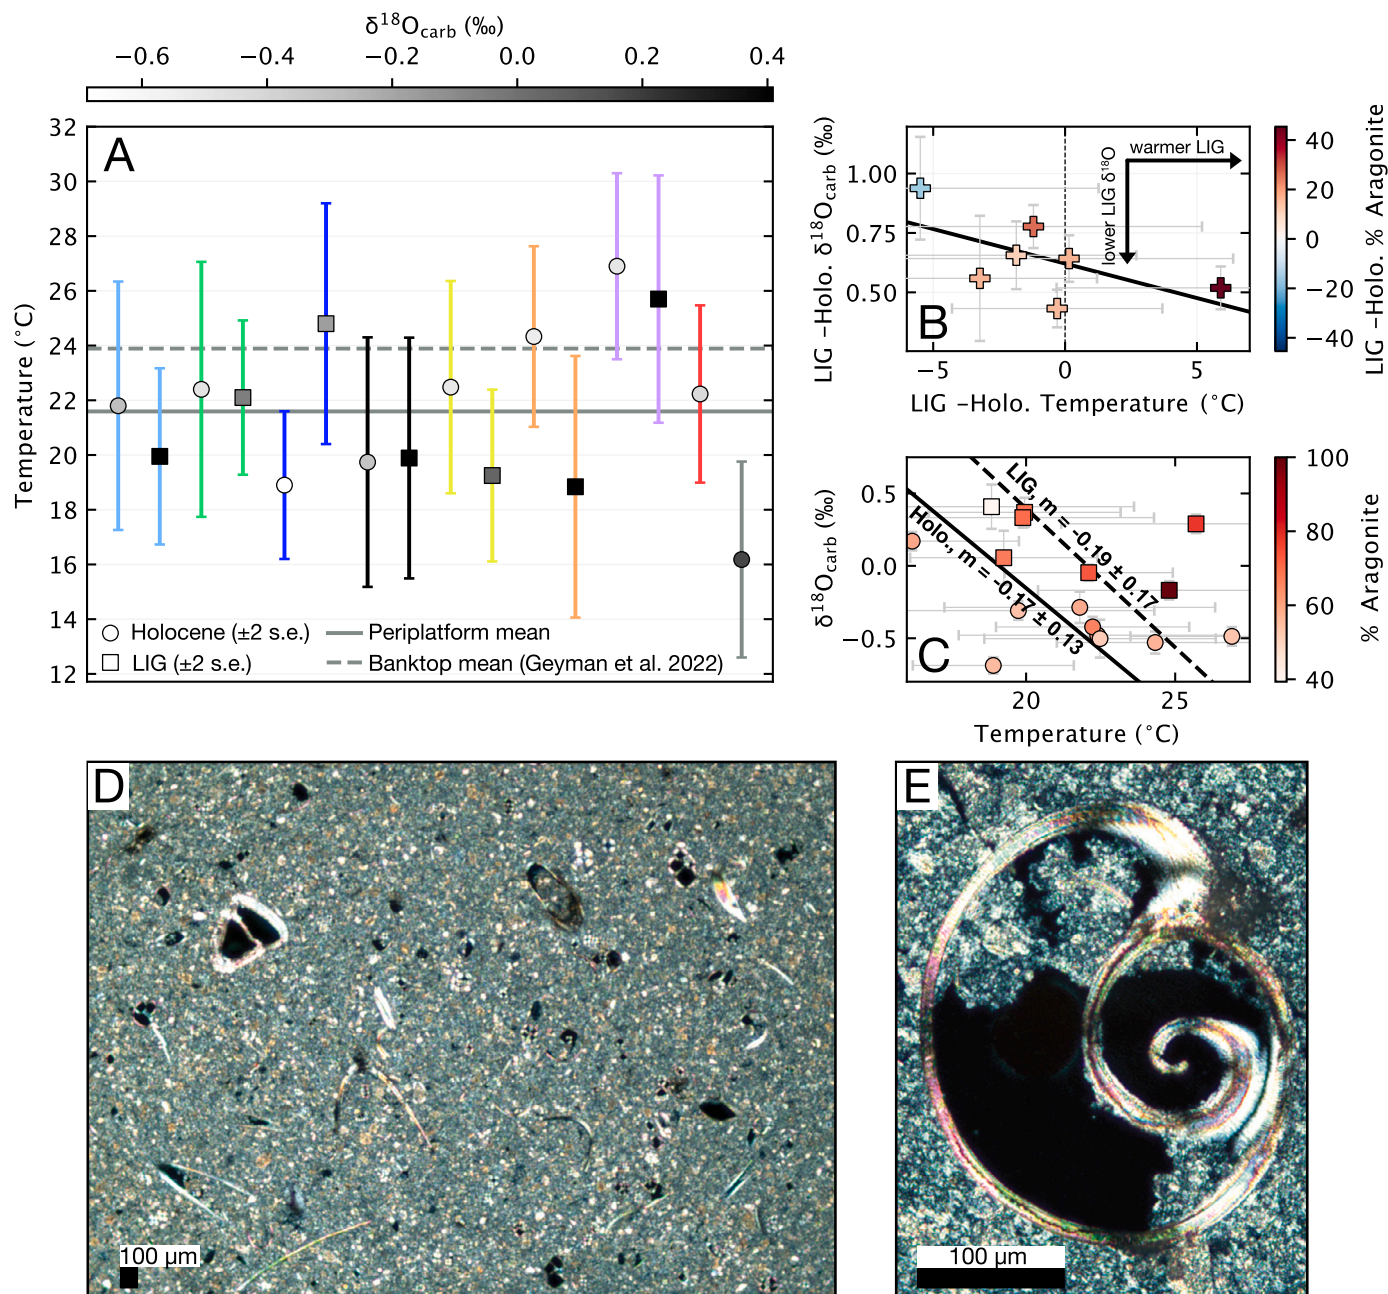 δ¹⁸O_carb (‰)
−0.6 −0.4 −0.2 0.0 0.2 0.4
A
Temperature (°C)
32
30
28
26
24
22
20
18
16
14
12
Holocene (±2 s.e.)
LIG (±2 s.e.)
Periplatform mean
Banktop mean (Geyman et al. 2022)
B
LIG −Holo. δ¹⁸O_carb (‰)
1.00
0.75
0.50
warmer LIG
lower LIG δ¹⁸O
−5 0 5
LIG −Holo. Temperature (°C)
40
20
0
−20
−40
LIG −Holo. % Aragonite
C
δ¹⁸O_carb (‰)
0.5
0.0
−0.5
LIG, m = -0.19 ± 0.17
Holo., m = -0.17 ± 0.13
20 25
Temperature (°C)
100
80
60
40
% Aragonite
D
100 µm
E
100 µm